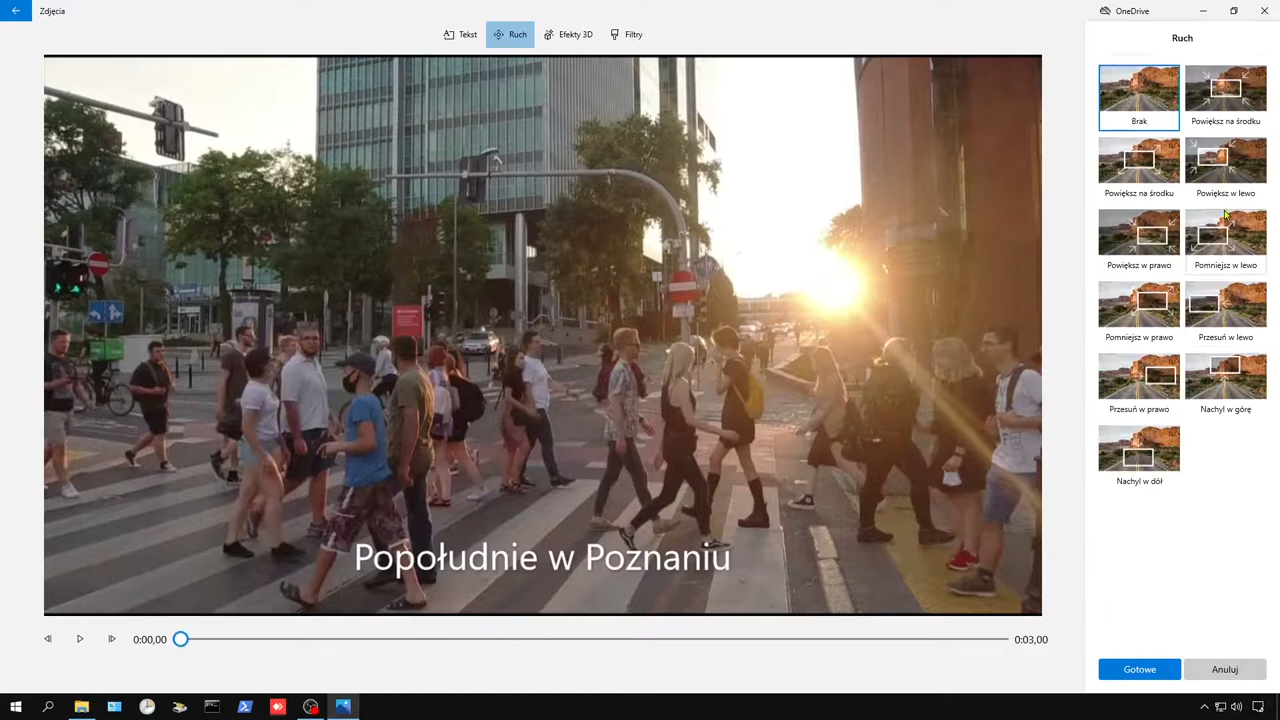 Zdjęcia
OneDrive
Tekst
Ruch
Efekty 3D
Filtry
Ruch
Brak
Powiększ na środku
Powiększ na środku
Powiększ w lewo
Powiększ w prawo
Pomniejsz w lewo
Pomniejsz w prawo
Przesuń w lewo
Przesuń w prawo
Nachyl w górę
Nachyl w dół
Popołudnie w Poznaniu
0:00,00
0:03,00
Gotowe
Anuluj